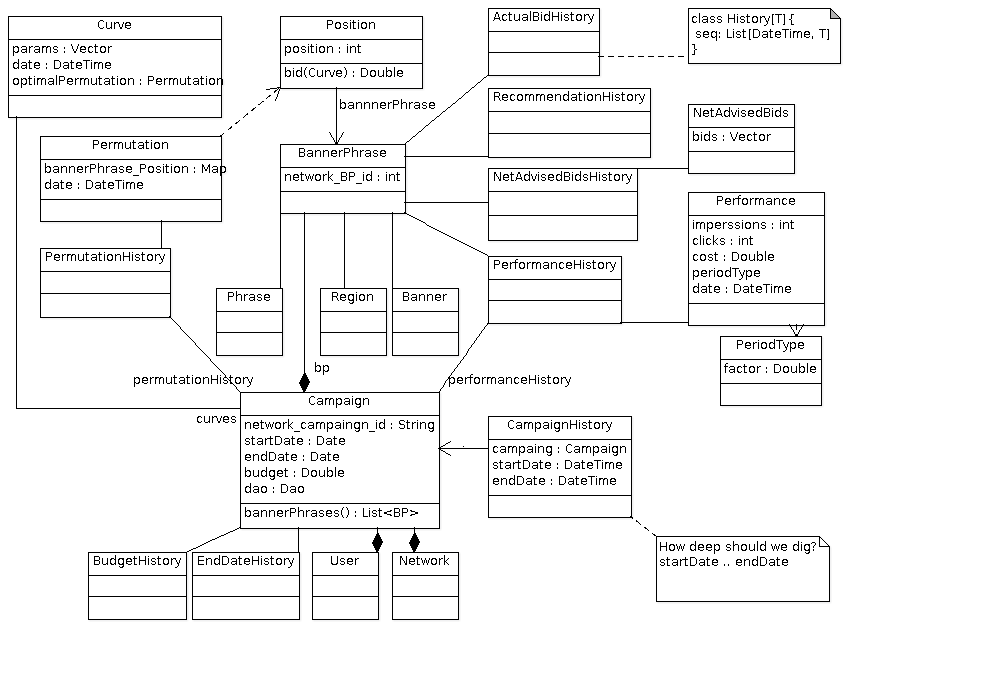 Curve
params : Vector
date : DateTime
optimalPermutation : Permutation
Position
position : int
bid(Curve) : Double
bannnerPhrase
ActualBidHistory
class History[T] {
seq: List[DateTime, T]
}
RecommendationHistory
NetAdvisedBids
bids : Vector
Permutation
bannerPhrase_Position : Map
date : DateTime
BannerPhrase
network_BP_id : int
NetAdvisedBidsHistory
Performance
imperssions : int
clicks : int
cost : Double
periodType
date : DateTime
PermutationHistory
PerformanceHistory
Phrase
Region
Banner
PeriodType
factor : Double
bp
permutationHistory
performanceHistory
curves
Campaign
network_campaingn_id : String
startDate : Date
endDate : Date
budget : Double
dao : Dao
bannerPhrases() : List<BP>
CampaignHistory
campaing : Campaign
startDate : DateTime
endDate : DateTime
How deep should we dig?
startDate .. endDate
BudgetHistory
EndDateHistory
User
Network